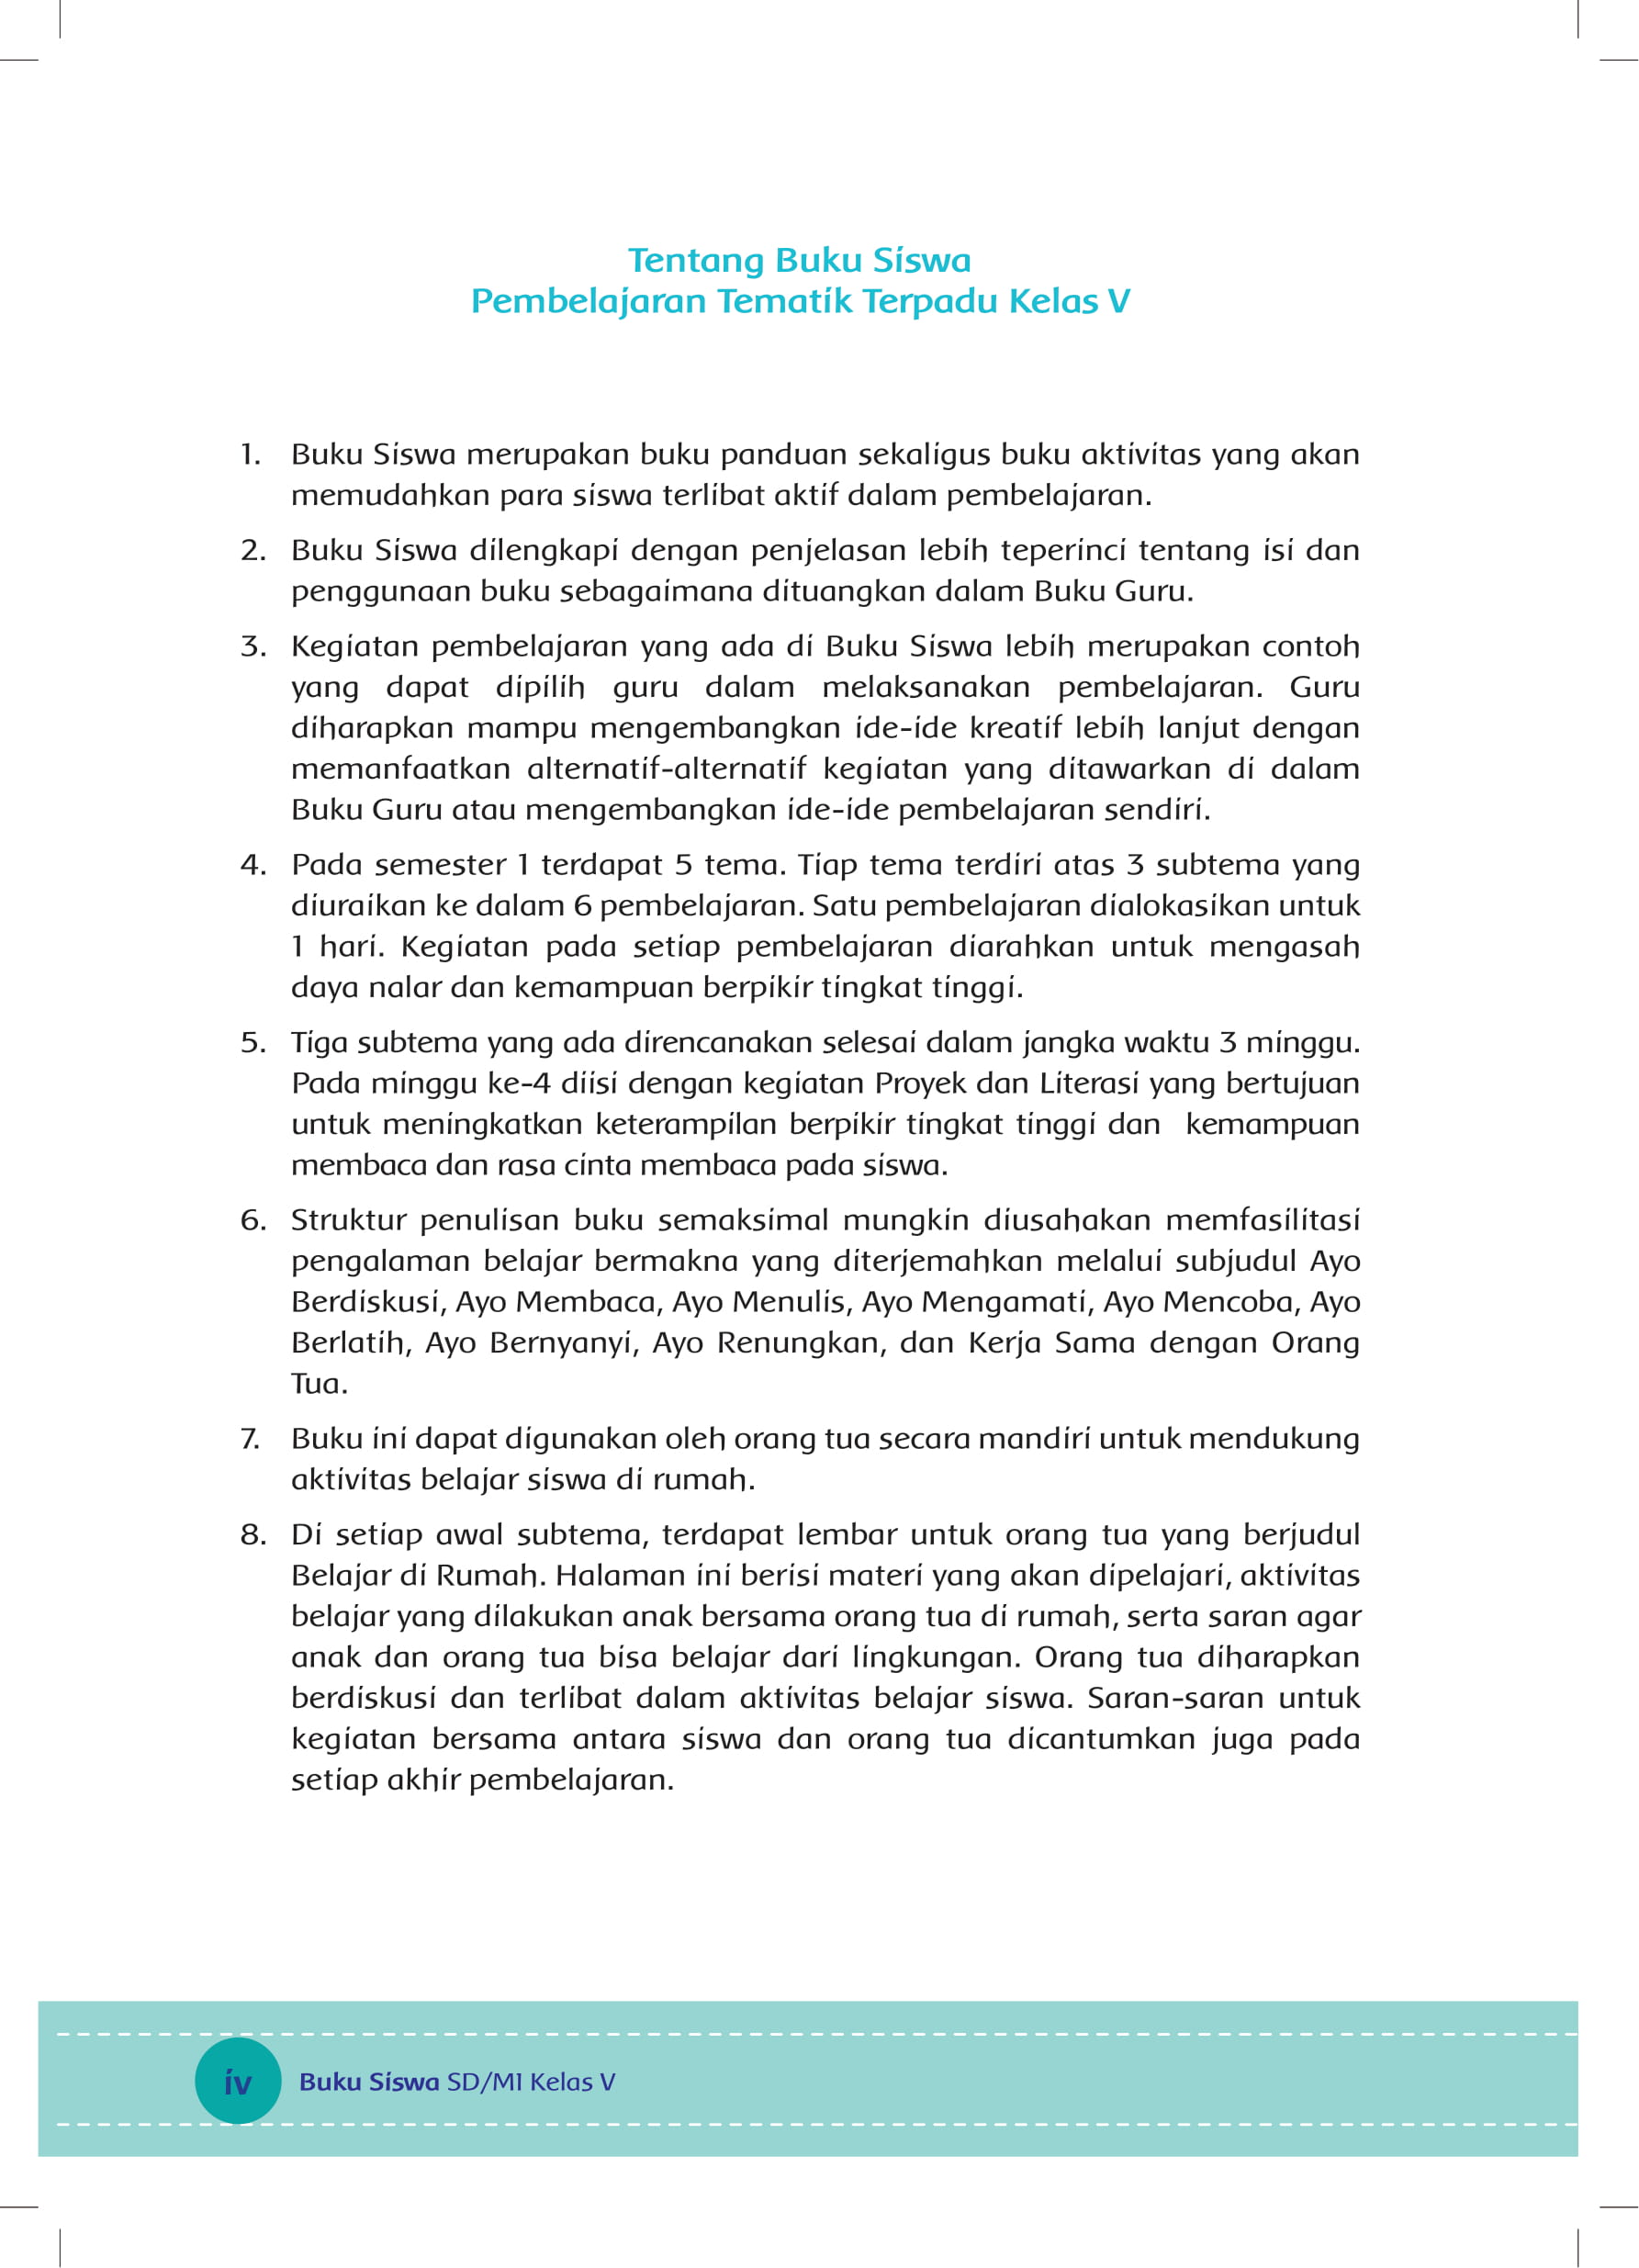 Tentang Buku Siswa
Pembelajaran Tematik Terpadu Kelas V
1. Buku Siswa merupakan buku panduan sekaligus buku aktivitas yang akan
memudahkan para siswa terlibat aktif dalam pembelajaran.
2. Buku Siswa dilengkapi dengan penjelasan lebih teperinci tentang isi dan
penggunaan buku sebagaimana dituangkan dalam Buku Guru.
3. Kegiatan pembelajaran yang ada di Buku Siswa lebih merupakan contoh
yang dapat dipilih guru dalam melaksanakan pembelajaran. Guru
diharapkan mampu mengembangkan ide-ide kreatif lebih lanjut dengan
memanfaatkan alternatif-alternatif kegiatan yang ditawarkan di dalam
Buku Guru atau mengembangkan ide-ide pembelajaran sendiri.
4. Pada semester 1 terdapat 5 tema. Tiap tema terdiri atas 3 subtema yang
diuraikan ke dalam 6 pembelajaran. Satu pembelajaran dialokasikan untuk
1 hari. Kegiatan pada setiap pembelajaran diarahkan untuk mengasah
daya nalar dan kemampuan berpikir tingkat tinggi.
5. Tiga subtema yang ada direncanakan selesai dalam jangka waktu 3 minggu.
Pada minggu ke-4 diisi dengan kegiatan Proyek dan Literasi yang bertujuan
untuk meningkatkan keterampilan berpikir tingkat tinggi dan kemampuan
membaca dan rasa cinta membaca pada siswa.
6. Struktur penulisan buku semaksimal mungkin diusahakan memfasilitasi
pengalaman belajar bermakna yang diterjemahkan melalui subjudul Ayo
Berdiskusi, Ayo Membaca, Ayo Menulis, Ayo Mengamati, Ayo Mencoba, Ayo
Berlatih, Ayo Bernyanyi, Ayo Renungkan, dan Kerja Sama dengan Orang
Tua.
7. Buku ini dapat digunakan oleh orang tua secara mandiri untuk mendukung
aktivitas belajar siswa di rumah.
8. Di setiap awal subtema, terdapat lembar untuk orang tua yang berjudul
Belajar di Rumah. Halaman ini berisi materi yang akan dipelajari, aktivitas
belajar yang dilakukan anak bersama orang tua di rumah, serta saran agar
anak dan orang tua bisa belajar dari lingkungan. Orang tua diharapkan
berdiskusi dan terlibat dalam aktivitas belajar siswa. Saran-saran untuk
kegiatan bersama antara siswa dan orang tua dicantumkan juga pada
setiap akhir pembelajaran.
iv Buku Siswa SD/MI Kelas V